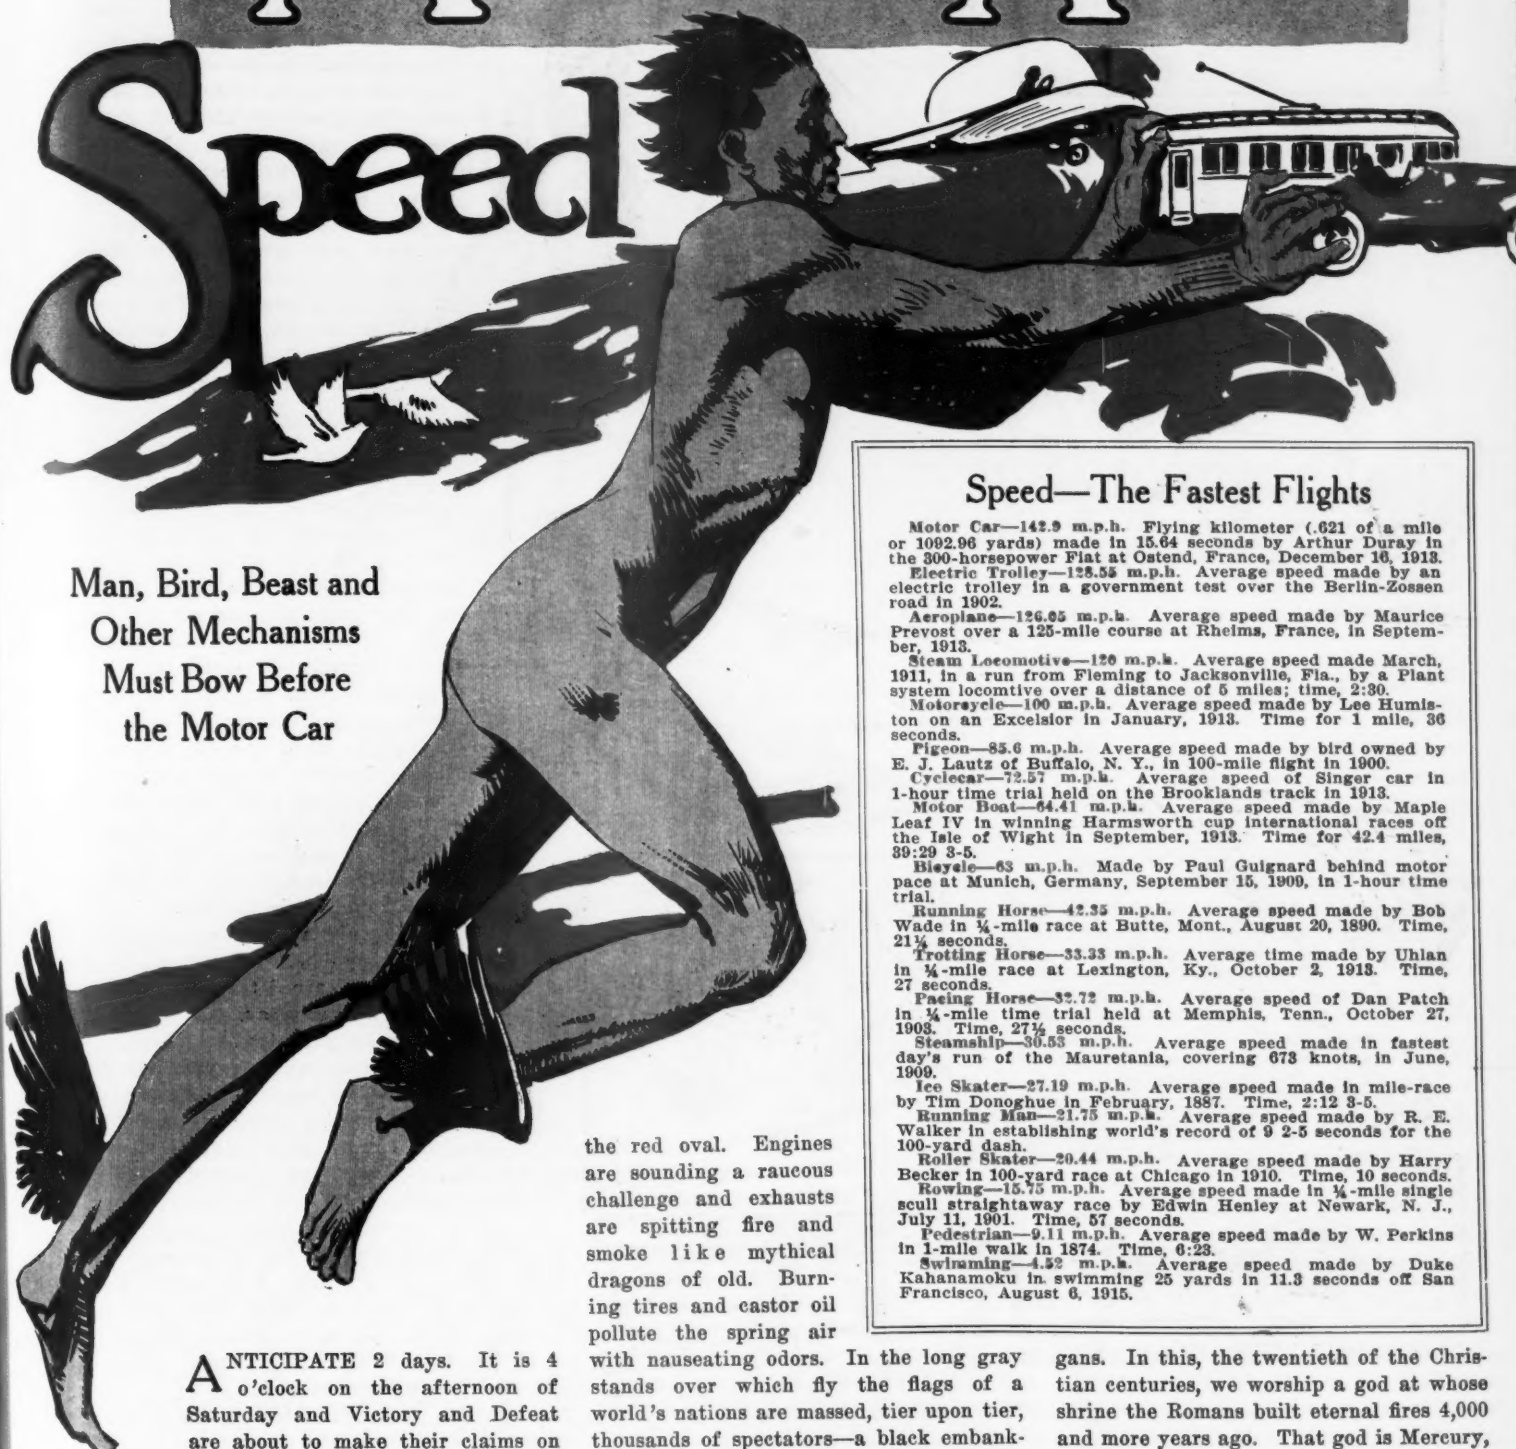 Speed
Man, Bird, Beast and
Other Mechanisms
Must Bow Before
the Motor Car
Speed—The Fastest Flights
Motor Car—142.9 m.p.h. Flying kilometer (.621 of a mile
or 1092.96 yards) made in 15.64 seconds by Arthur Duray in
the 300-horsepower Fiat at Ostend, France, December 16, 1913.
Electric Trolley—128.55 m.p.h. Average speed made by an
electric trolley in a government test over the Berlin-Zossen
road in 1902.
Aeroplane—126.65 m.p.h. Average speed made by Maurice
Prevost over a 125-mile course at Rheims, France, in Septem-
ber, 1913.
Steam Locomotive—120 m.p.h. Average speed made March,
1911, in a run from Fleming to Jacksonville, Fla., by a Plant
system locomtive over a distance of 5 miles; time, 2:30.
Motorcycle—100 m.p.h. Average speed made by Lee Humis-
ton on an Excelsior in January, 1913. Time for 1 mile, 36
seconds.
Pigeon—85.6 m.p.h. Average speed made by bird owned by
E. J. Lautz of Buffalo, N. Y., in 100-mile flight in 1900.
Cyclecar—72.57 m.p.h. Average speed of Singer car in
1-hour time trial held on the Brooklands track in 1913.
Motor Boat—64.41 m.p.h. Average speed made by Maple
Leaf IV in winning Harmsworth cup international races off
the Isle of Wight in September, 1913. Time for 42.4 miles,
39:29 3-5.
Bicycle—63 m.p.h. Made by Paul Guignard behind motor
pace at Munich, Germany, September 15, 1909, in 1-hour time
trial.
Running Horse—42.35 m.p.h. Average speed made by Bob
Wade in ¼-mile race at Butte, Mont., August 20, 1890. Time,
21¼ seconds.
Trotting Horse—33.33 m.p.h. Average time made by Uhlan
in ¼-mile race at Lexington, Ky., October 2, 1913. Time,
27 seconds.
Pacing Horse—32.72 m.p.h. Average speed of Dan Patch
in ¼-mile time trial held at Memphis, Tenn., October 27,
1903. Time, 27½ seconds.
Steamship—30.53 m.p.h. Average speed made in fastest
day's run of the Mauretania, covering 673 knots, in June,
1909.
Ice Skater—27.19 m.p.h. Average speed made in mile-race
by Tim Donoghue in February, 1887. Time, 2:12 3-5.
Running Man—21.75 m.p.h. Average speed made by R. E.
Walker in establishing world's record of 9 2-5 seconds for the
100-yard dash.
Roller Skater—20.44 m.p.h. Average speed made by Harry
Becker in 100-yard race at Chicago in 1910. Time, 10 seconds.
Rowing—15.75 m.p.h. Average speed made in ¼-mile single
scull straightaway race by Edwin Henley at Newark, N. J.,
July 11, 1901. Time, 57 seconds.
Pedestrian—9.11 m.p.h. Average speed made by W. Perkins
in 1-mile walk in 1874. Time, 6:23.
Swimming—4.52 m.p.h. Average speed made by Duke
Kahanamoku in swimming 25 yards in 11.3 seconds off San
Francisco, August 6, 1915.
ANTICIPATE 2 days. It is 4
o'clock on the afternoon of
Saturday and Victory and Defeat
are about to make their claims on
the red oval. Engines
are sounding a raucous
challenge and exhausts
are spitting fire and
smoke like mythical
dragons of old. Burn-
ing tires and castor oil
pollute the spring air
with nauseating odors. In the long gray
stands over which fly the flags of a
world's nations are massed, tier upon tier,
thousands of spectators—a black embank-
gans. In this, the twentieth of the Chris-
tian centuries, we worship a god at whose
shrine the Romans built eternal fires 4,000
and more years ago. That god is Mercury,